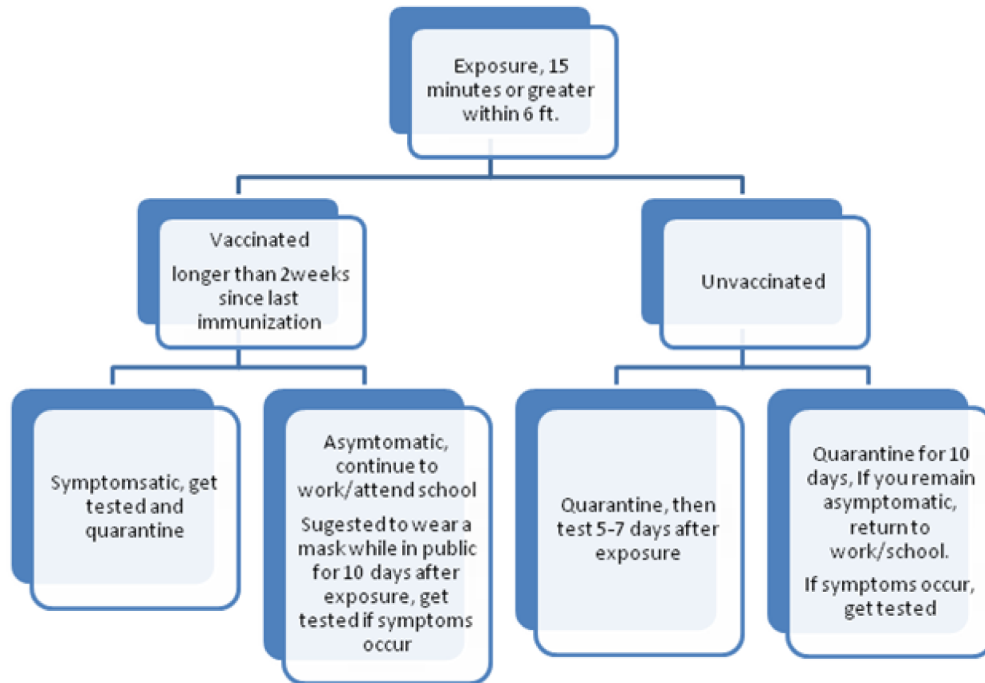 Exposure, 15
minutes or greater
within 6 ft.
Vaccinated
longer than 2weeks
since last
immunization
Unvaccinated
Symptomsatic, get
tested and
quarantine
Asymtomatic,
continue to
work/attend school
Sugested to wear a
mask while in public
for 10 days after
exposure, get
tested if symptoms
occur
Quarantine, then
test 5-7 days after
exposure
Quarantine for 10
days, If you remain
asymptomatic,
return to
work/school.
If symptoms occur,
get tested